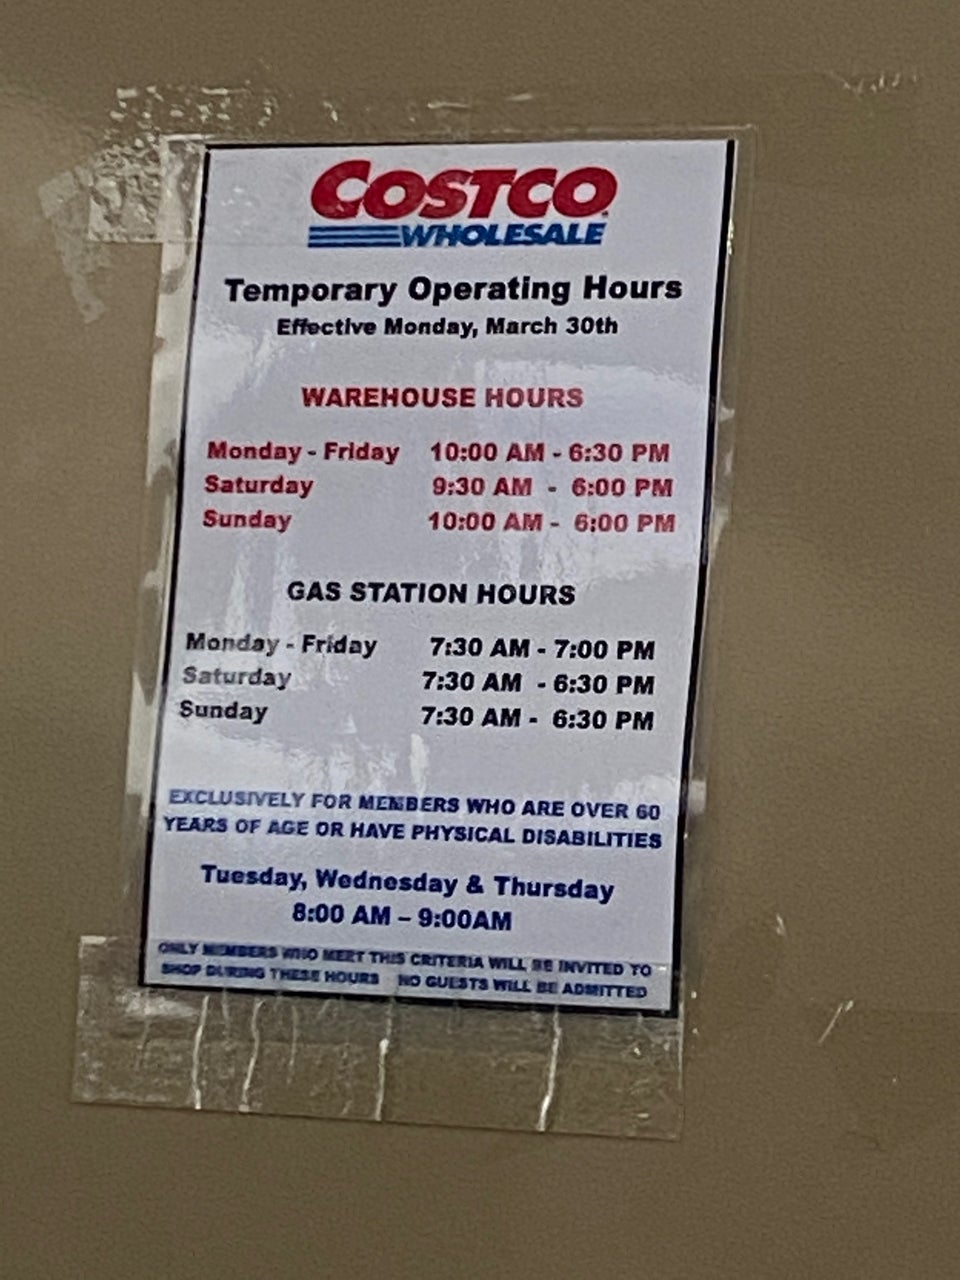 COSTCO
WHOLESALE
Temporary Operating Hours
Effective Monday, March 30th
WAREHOUSE HOURS
Monday - Friday 10:00 AM - 6:30 PM
Saturday 9:30 AM - 6:00 PM
Sunday 10:00 AM - 6:00 PM
GAS STATION HOURS
Monday - Friday 7:30 AM - 7:00 PM
Saturday 7:30 AM - 6:30 PM
Sunday 7:30 AM - 6:30 PM
EXCLUSIVELY FOR MEMBERS WHO ARE OVER 60
YEARS OF AGE OR HAVE PHYSICAL DISABILITIES
Tuesday, Wednesday & Thursday
8:00 AM – 9:00AM
ONLY MEMBERS WHO MEET THIS CRITERIA WILL BE INVITED TO
SHOP DURING THESE HOURS NO GUESTS WILL BE ADMITTED